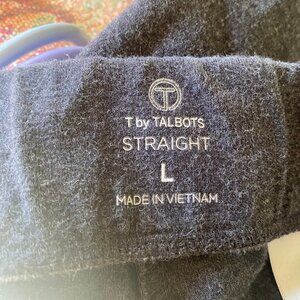 T
T by TALBOTS
STRAIGHT
L
MADE IN VIETNAM